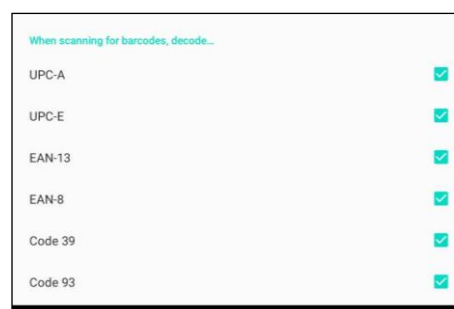 When scanning for barcodes, decode...
UPC-A
UPC-E
EAN-13
EAN-8
Code 39
Code 93